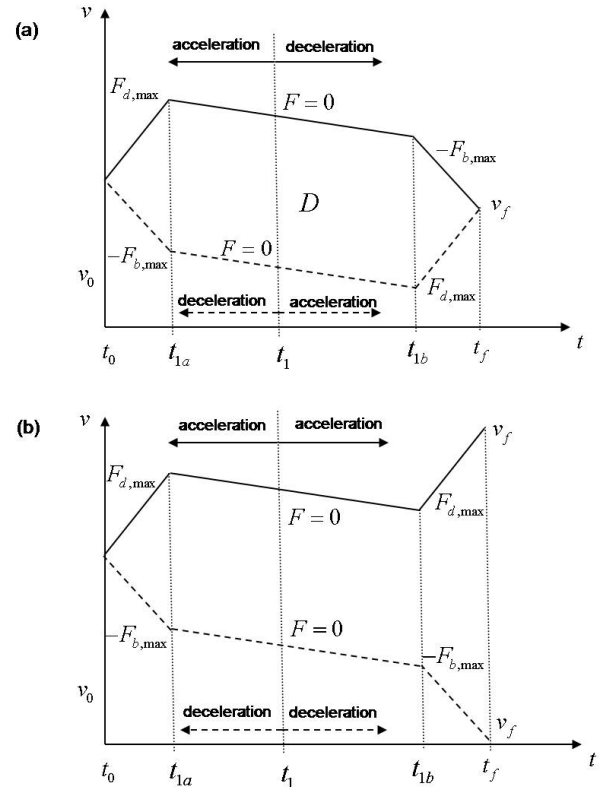 (a)
v
acceleration deceleration
F_{d,max}
F = 0
-F_{b,max}
D
v_f
F = 0
-F_{b,max}
v_0
F_{d,max}
deceleration acceleration
t_0 t_{1a} t_1 t_{1b} t_f t
(b)
v
v_f
acceleration acceleration
F_{d,max}
F_{d,max}
F = 0
-F_{b,max}
F = 0
-F_{b,max}
v_0
v_f
deceleration deceleration
t_0 t_{1a} t_1 t_{1b} t_f t